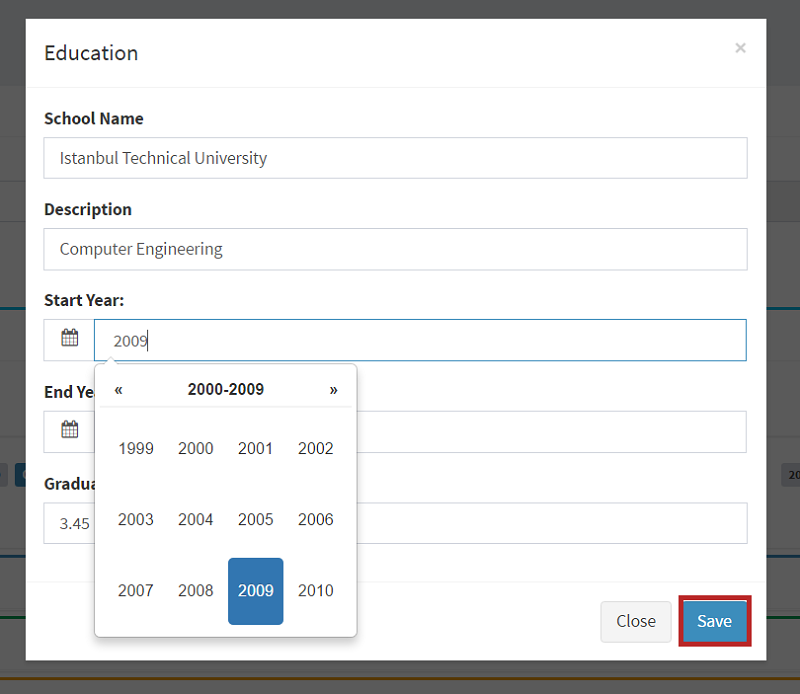 Education ×
School Name
Istanbul Technical University
Description
Computer Engineering
Start Year:
2009
« 2000-2009 »
1999 2000 2001 2002
2003 2004 2005 2006
2007 2008 2009 2010
End Ye
Gradua
3.45
Close Save
20